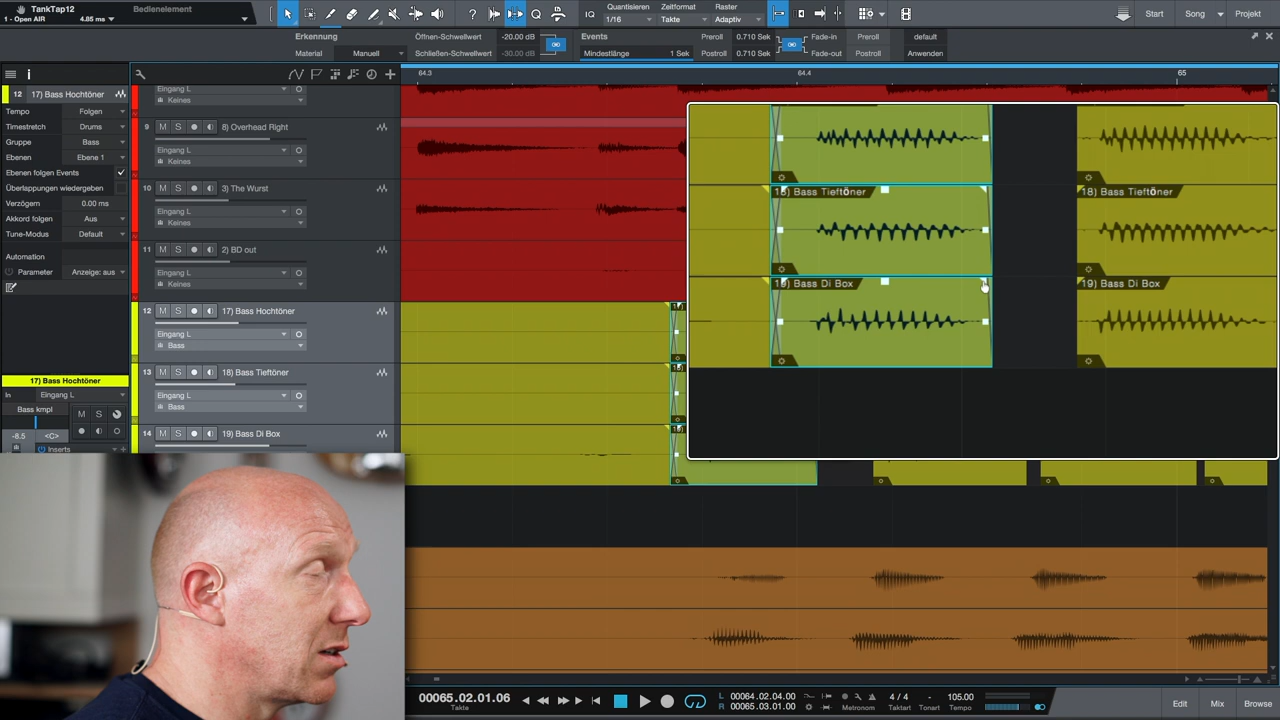 TankTap12
1 - Open AIR
4.85 ms
Bedienelement
?
Q
IQ
Quantisieren
1/16
Zeitformat
Takte
Raster
Adaptiv
Start
Song
Projekt
Erkennung
Material
Manuell
Öffnen-Schwellwert
-20.00 dB
Schließen-Schwellwert
-30.00 dB
Events
Mindestlänge
1 Sek
Preroll
0.710 Sek
Postroll
0.710 Sek
Fade-in
Fade-out
Preroll
Postroll
default
Anwenden
i
64.3
64.4
65
12
17) Bass Hochtöner
Tempo
Folgen
Timestretch
Drums
Gruppe
Bass
Ebenen
Ebene 1
Ebenen folgen Events
Überlappungen wiedergeben
Verzögern
0.00 ms
Akkord folgen
Aus
Tune-Modus
Default
Automation
Parameter
Anzeige: aus
17) Bass Hochtöner
In
Eingang L
Bass kmpl
M
S
-8.5
<C>
Inserts
Eingang L
Keines
9
M
S
8) Overhead Right
Eingang L
Keines
10
M
S
3) The Wurst
Eingang L
Keines
11
M
S
2) BD out
Eingang L
Keines
12
M
S
17) Bass Hochtöner
Eingang L
Bass
13
M
S
18) Bass Tieftöner
Eingang L
Bass
14
M
S
19) Bass Di Box
18) Bass Tieftöner
18) Bass Tieftöner
19) Bass Di Box
19) Bass Di Box
00065.02.01.06
Takte
L
00064.02.04.00
R
00065.03.01.00
Metronom
4 / 4
Taktart
-
Tonart
105.00
Tempo
Edit
Mix
Browse